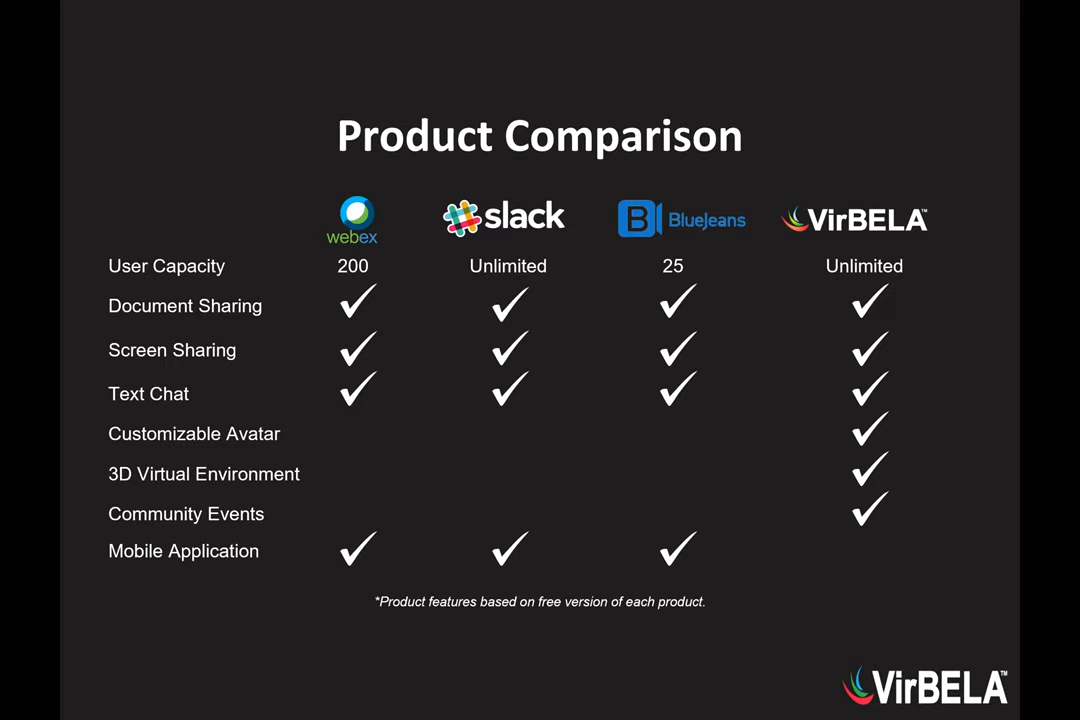 Product Comparison
webex slack BlueJeans VirBELA™
User Capacity 200 Unlimited 25 Unlimited
Document Sharing ✓ ✓ ✓ ✓
Screen Sharing ✓ ✓ ✓ ✓
Text Chat ✓ ✓ ✓ ✓
Customizable Avatar ✓
3D Virtual Environment ✓
Community Events ✓
Mobile Application ✓ ✓ ✓
*Product features based on free version of each product.
VirBELA™